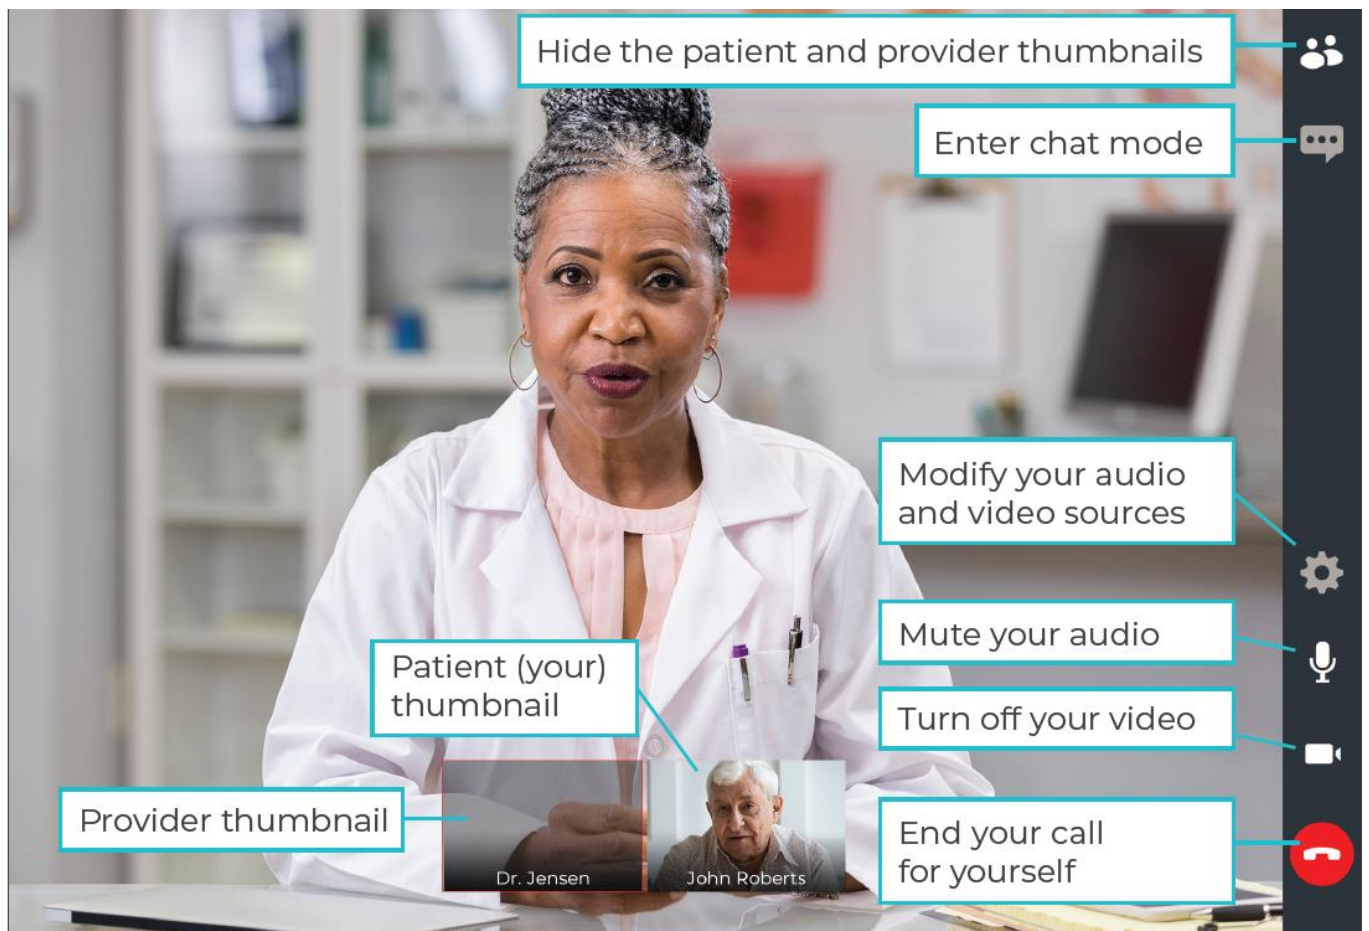 Hide the patient and provider thumbnails
Enter chat mode
Modify your audio
and video sources
Mute your audio
Patient (your)
thumbnail
Turn off your video
Provider thumbnail
End your call
for yourself
Dr. Jensen
John Roberts